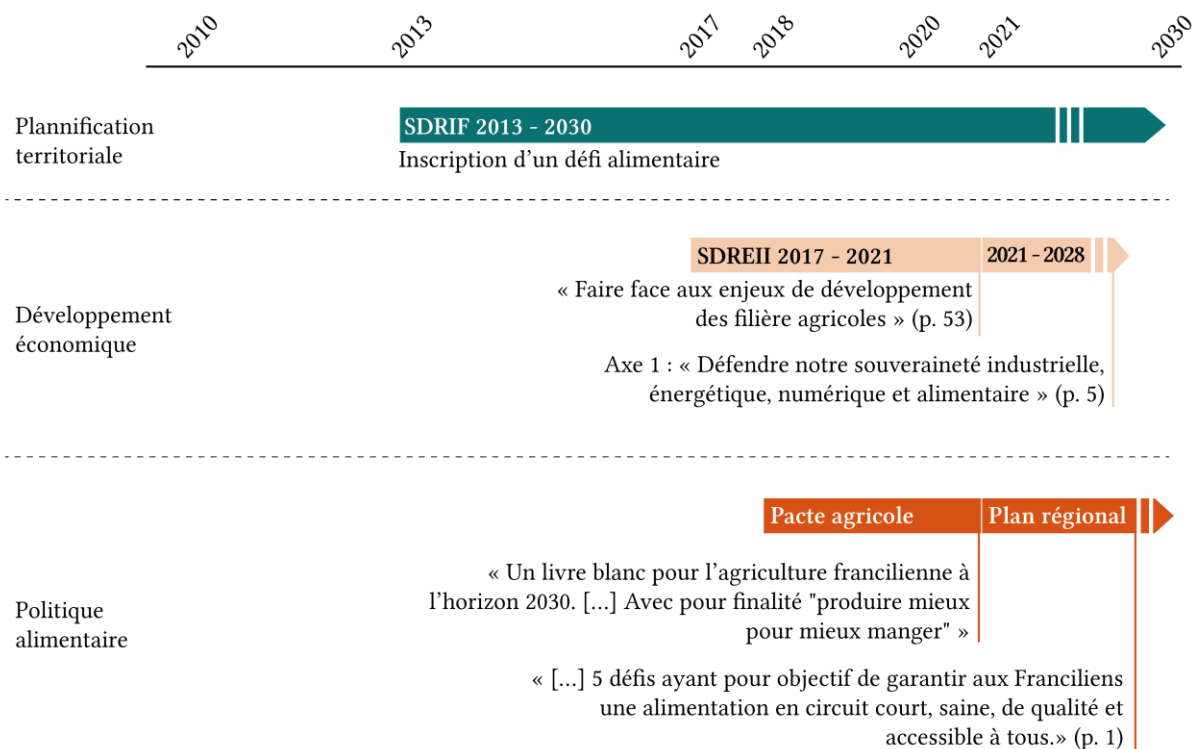 2010 2013 2017 2018 2020 2021 2030
Plannification
territoriale
SDRIF 2013 - 2030
Inscription d’un défi alimentaire
Développement
économique
SDREII 2017 - 2021
2021 - 2028
« Faire face aux enjeux de développement
des filière agricoles » (p. 53)
Axe 1 : « Défendre notre souveraineté industrielle,
énergétique, numérique et alimentaire » (p. 5)
Politique
alimentaire
Pacte agricole
Plan régional
« Un livre blanc pour l’agriculture francilienne à
l’horizon 2030. [...] Avec pour finalité "produire mieux
pour mieux manger" »
« [...] 5 défis ayant pour objectif de garantir aux Franciliens
une alimentation en circuit court, saine, de qualité et
accessible à tous.» (p. 1)